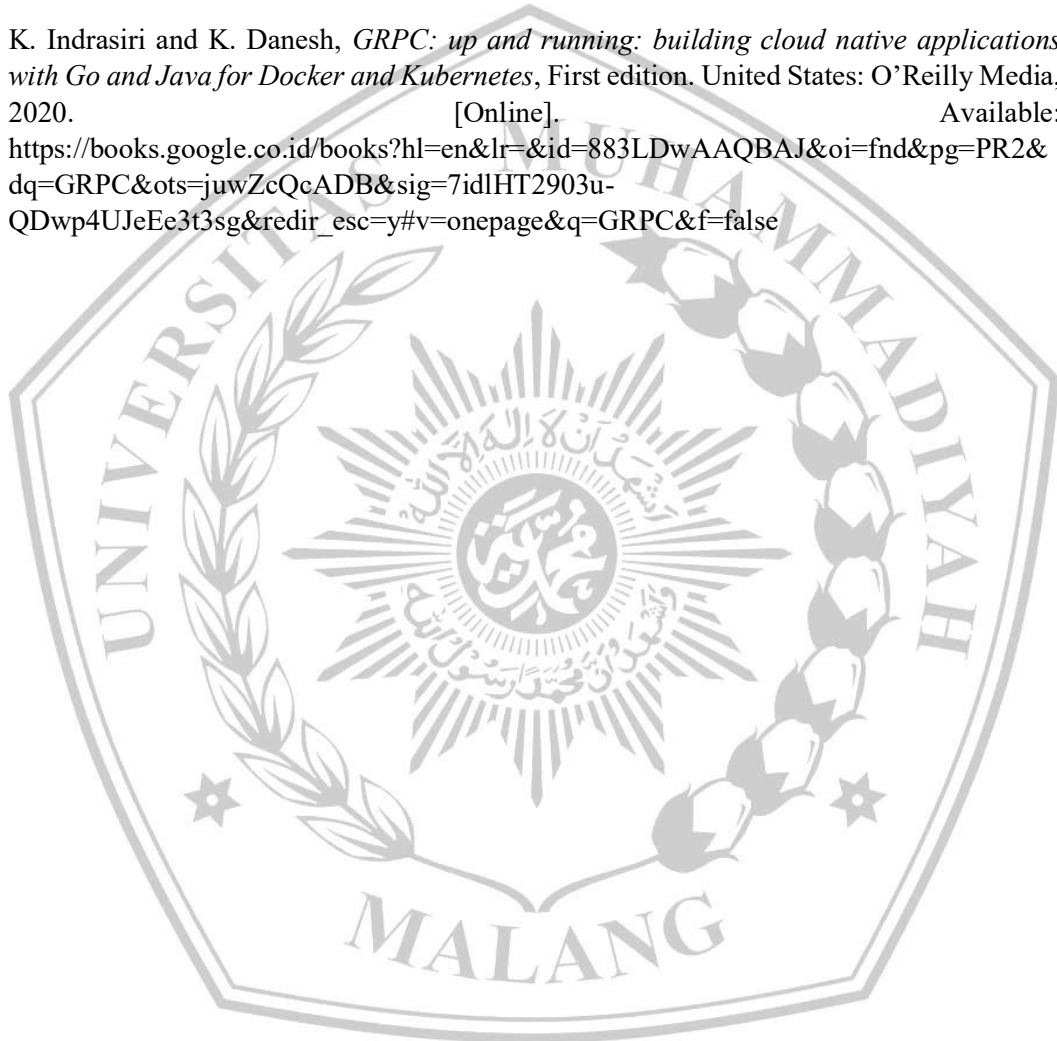 K. Indrasiri and K. Danesh, GRPC: up and running: building cloud native applications
with Go and Java for Docker and Kubernetes, First edition. United States: O’Reilly Media,
2020. [Online]. Available:
https://books.google.co.id/books?hl=en&lr=&id=883LDwAAQBAJ&oi=fnd&pg=PR2&
dq=GRPC&ots=juwZcQcADB&sig=7idlHT2903u-
QDwp4UJeEe3t3sg&redir_esc=y#v=onepage&q=GRPC&f=false
UNIVERSITAS MUHAMMADIYAH
MALANG